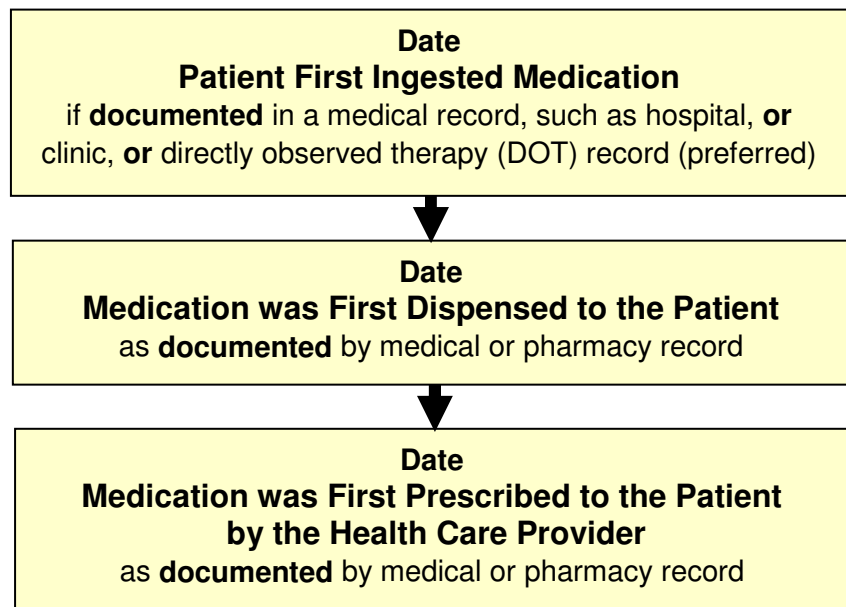 Date
Patient First Ingested Medication
if documented in a medical record, such as hospital, or
clinic, or directly observed therapy (DOT) record (preferred)
Date
Medication was First Dispensed to the Patient
as documented by medical or pharmacy record
Date
Medication was First Prescribed to the Patient
by the Health Care Provider
as documented by medical or pharmacy record